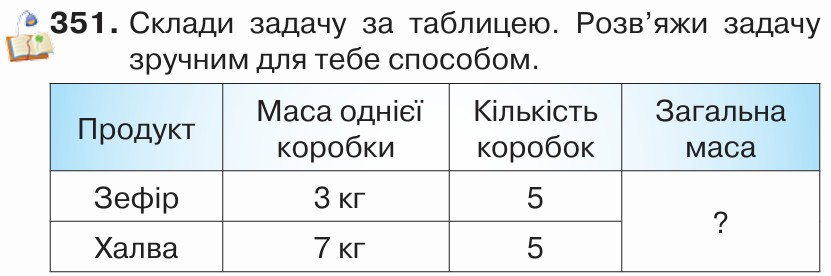 351. Склади задачу за таблицею. Розв’яжи задачу
зручним для тебе способом.
Продукт
Маса однієї
коробки
Кількість
коробок
Загальна
маса
Зефір
3 кг
5
?
Халва
7 кг
5